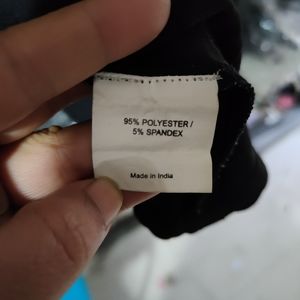 95% POLYESTER /
5% SPANDEX
Made in India